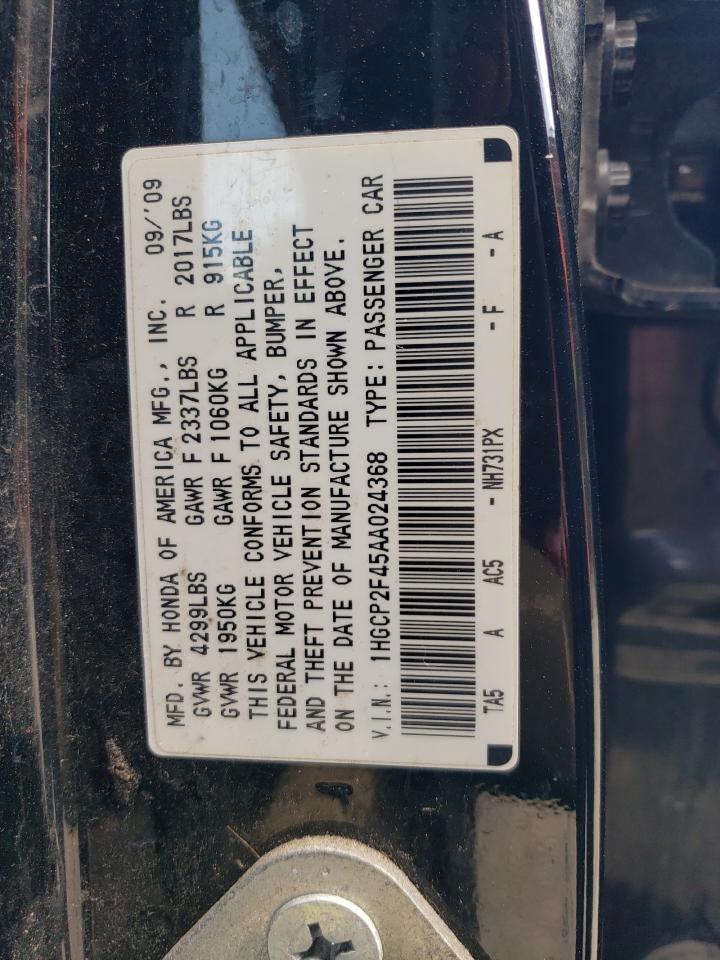 MFD. BY HONDA OF AMERICA MFG., INC. 09/'09
GVWR 4299LBS GAWR F 2337LBS R 2017LBS
GVWR 1950KG GAWR F 1060KG R 915KG
THIS VEHICLE CONFORMS TO ALL APPLICABLE
FEDERAL MOTOR VEHICLE SAFETY, BUMPER,
AND THEFT PREVENTION STANDARDS IN EFFECT
ON THE DATE OF MANUFACTURE SHOWN ABOVE.
V.I.N.: 1HGCP2F45AA024368 TYPE: PASSENGER CAR
TA5 A AC5 - NH731PX - F - A